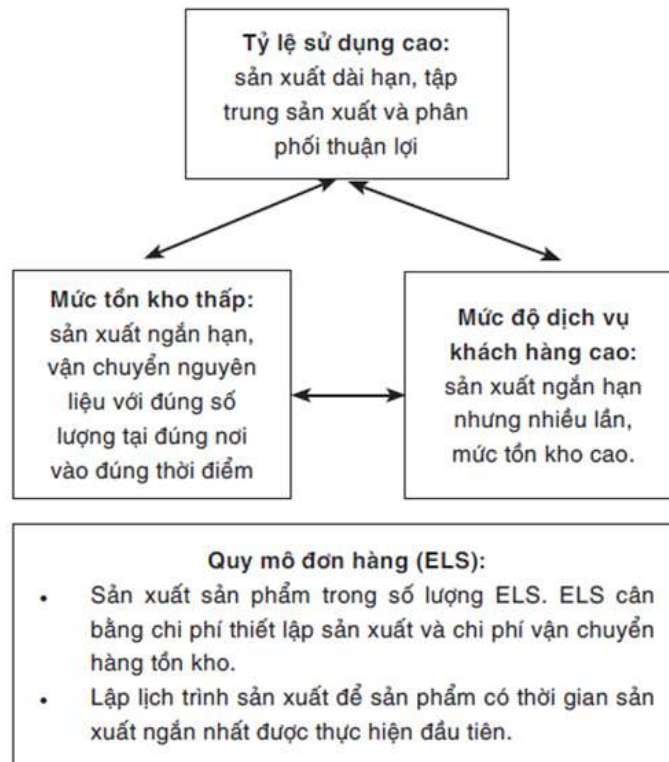 Tỷ lệ sử dụng cao:
sản xuất dài hạn, tập
trung sản xuất và phân
phối thuận lợi
Mức tồn kho thấp:
sản xuất ngắn hạn,
vận chuyển nguyên
liệu với đúng số
lượng tại đúng nơi
vào đúng thời điểm
Mức độ dịch vụ
khách hàng cao:
sản xuất ngắn hạn
nhưng nhiều lần,
mức tồn kho cao.
Quy mô đơn hàng (ELS):
• Sản xuất sản phẩm trong số lượng ELS. ELS cân
bằng chi phí thiết lập sản xuất và chi phí vận chuyển
hàng tồn kho.
• Lập lịch trình sản xuất để sản phẩm có thời gian sản
xuất ngắn nhất được thực hiện đầu tiên.